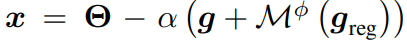 x = Θ − α (g + ℳ^ϕ (g_reg))